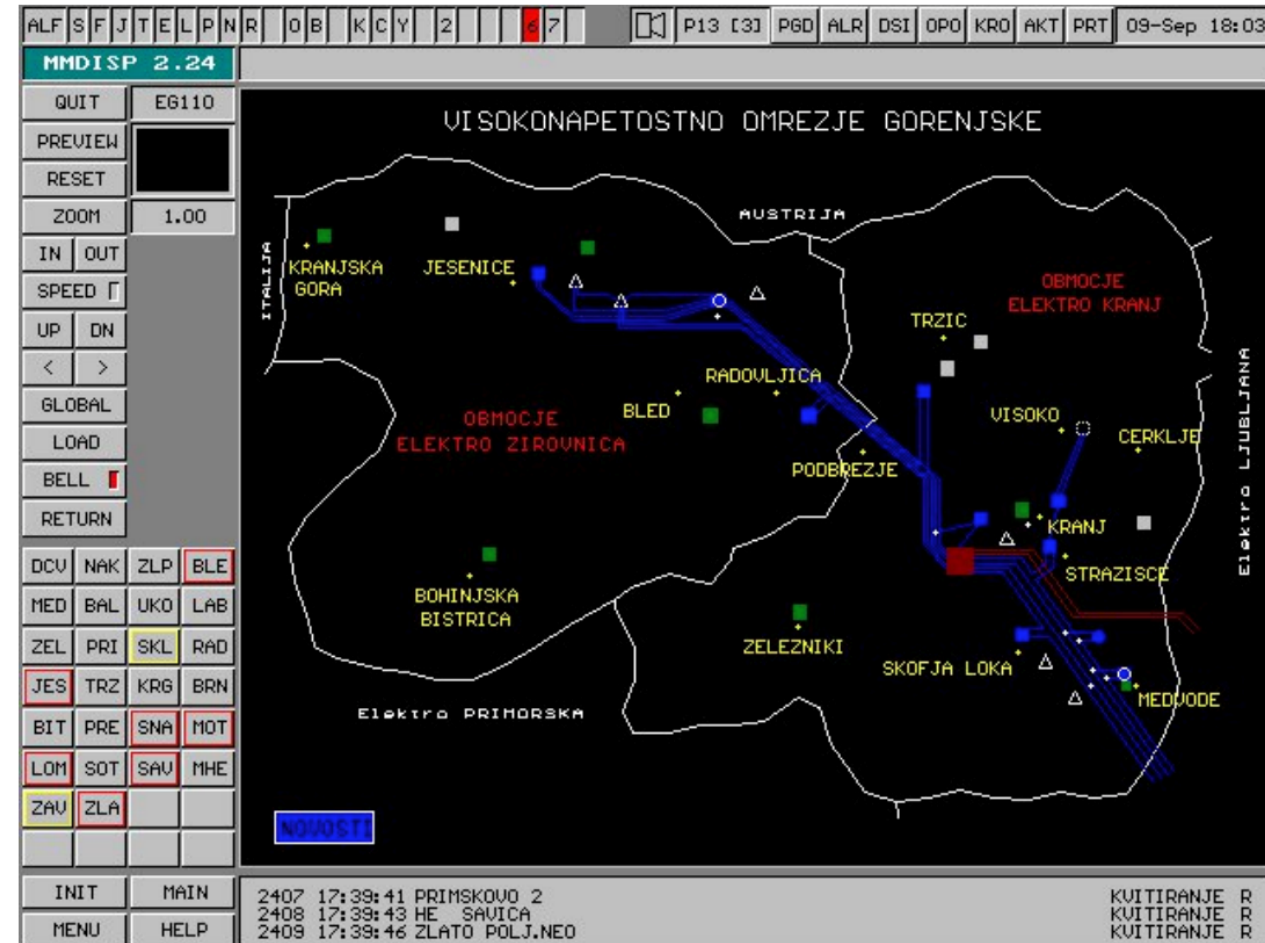 ALF S F J T E L P N R O B K C Y 2 6 7 P13 [3] PGD ALR DSI OPO KRO AKT PRT 09-Sep 18:03
MMDISP 2.24
QUIT EG110
PREVIEW
RESET
ZOOM 1.00
IN OUT
SPEED
UP DN
< >
GLOBAL
LOAD
BELL
RETURN
DCV NAK ZLP BLE
MED BAL UKO LAB
ZEL PRI SKL RAD
JES TRZ KRG BRN
BIT PRE SNA MOT
LOM SOT SAV MHE
ZAV ZLA
INIT MAIN
MENU HELP
VISOKONAPETOSTNO OMREZJE GORENJSKE
AUSTRIJA
ITALIJA
KRANJSKA
GORA
JESENICE
OBMOCJE
ELEKTRO KRANJ
TRZIC
RADOVLJICA
BLED
OBMOCJE
ELEKTRO ZIROVNICA
VISOKO
CERKLJE
Elektro LJUBLJANA
PODBREZJE
KRANJ
STRAZISCE
BOHINJSKA
BISTRICA
ZELEZNIKI
SKOFJA LOKA
MEDVODE
Elektro PRIMORSKA
NOVOSTI
2407 17:39:41 PRIMSKOVO 2 KVITIRANJE R
2408 17:39:43 HE SAVICA KVITIRANJE R
2409 17:39:46 ZLATO POLJ.NEO KVITIRANJE R